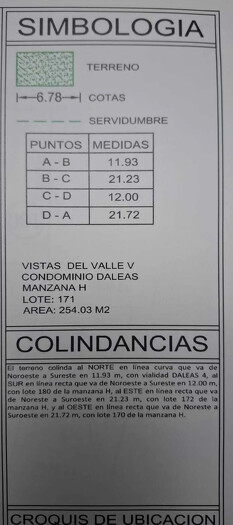 SIMBOLOGIA
TERRENO
6.78 COTAS
SERVIDUMBRE
PUNTOS MEDIDAS
A - B 11.93
B - C 21.23
C - D 12.00
D - A 21.72
VISTAS DEL VALLE V
CONDOMINIO DALEAS
MANZANA H
LOTE: 171
AREA: 254.03 M2
COLINDANCIAS
El terreno colinda al NORTE en línea curva que va de
Noroeste a Sureste en 11.93 m, con vialidad DALEAS 4, al
SUR en línea recta que va de Noroeste a Sureste en 12.00 m,
con lote 180 de la manzana H, al ESTE en línea recta que
va de Noreste a Suroeste en 21.23 m, con lote 172 de la
manzana H, y al OESTE en línea recta que va de Noreste a
Suroeste en 21.72 m, con lote 170 de la manzana H.
CROQUIS DE UBICACION